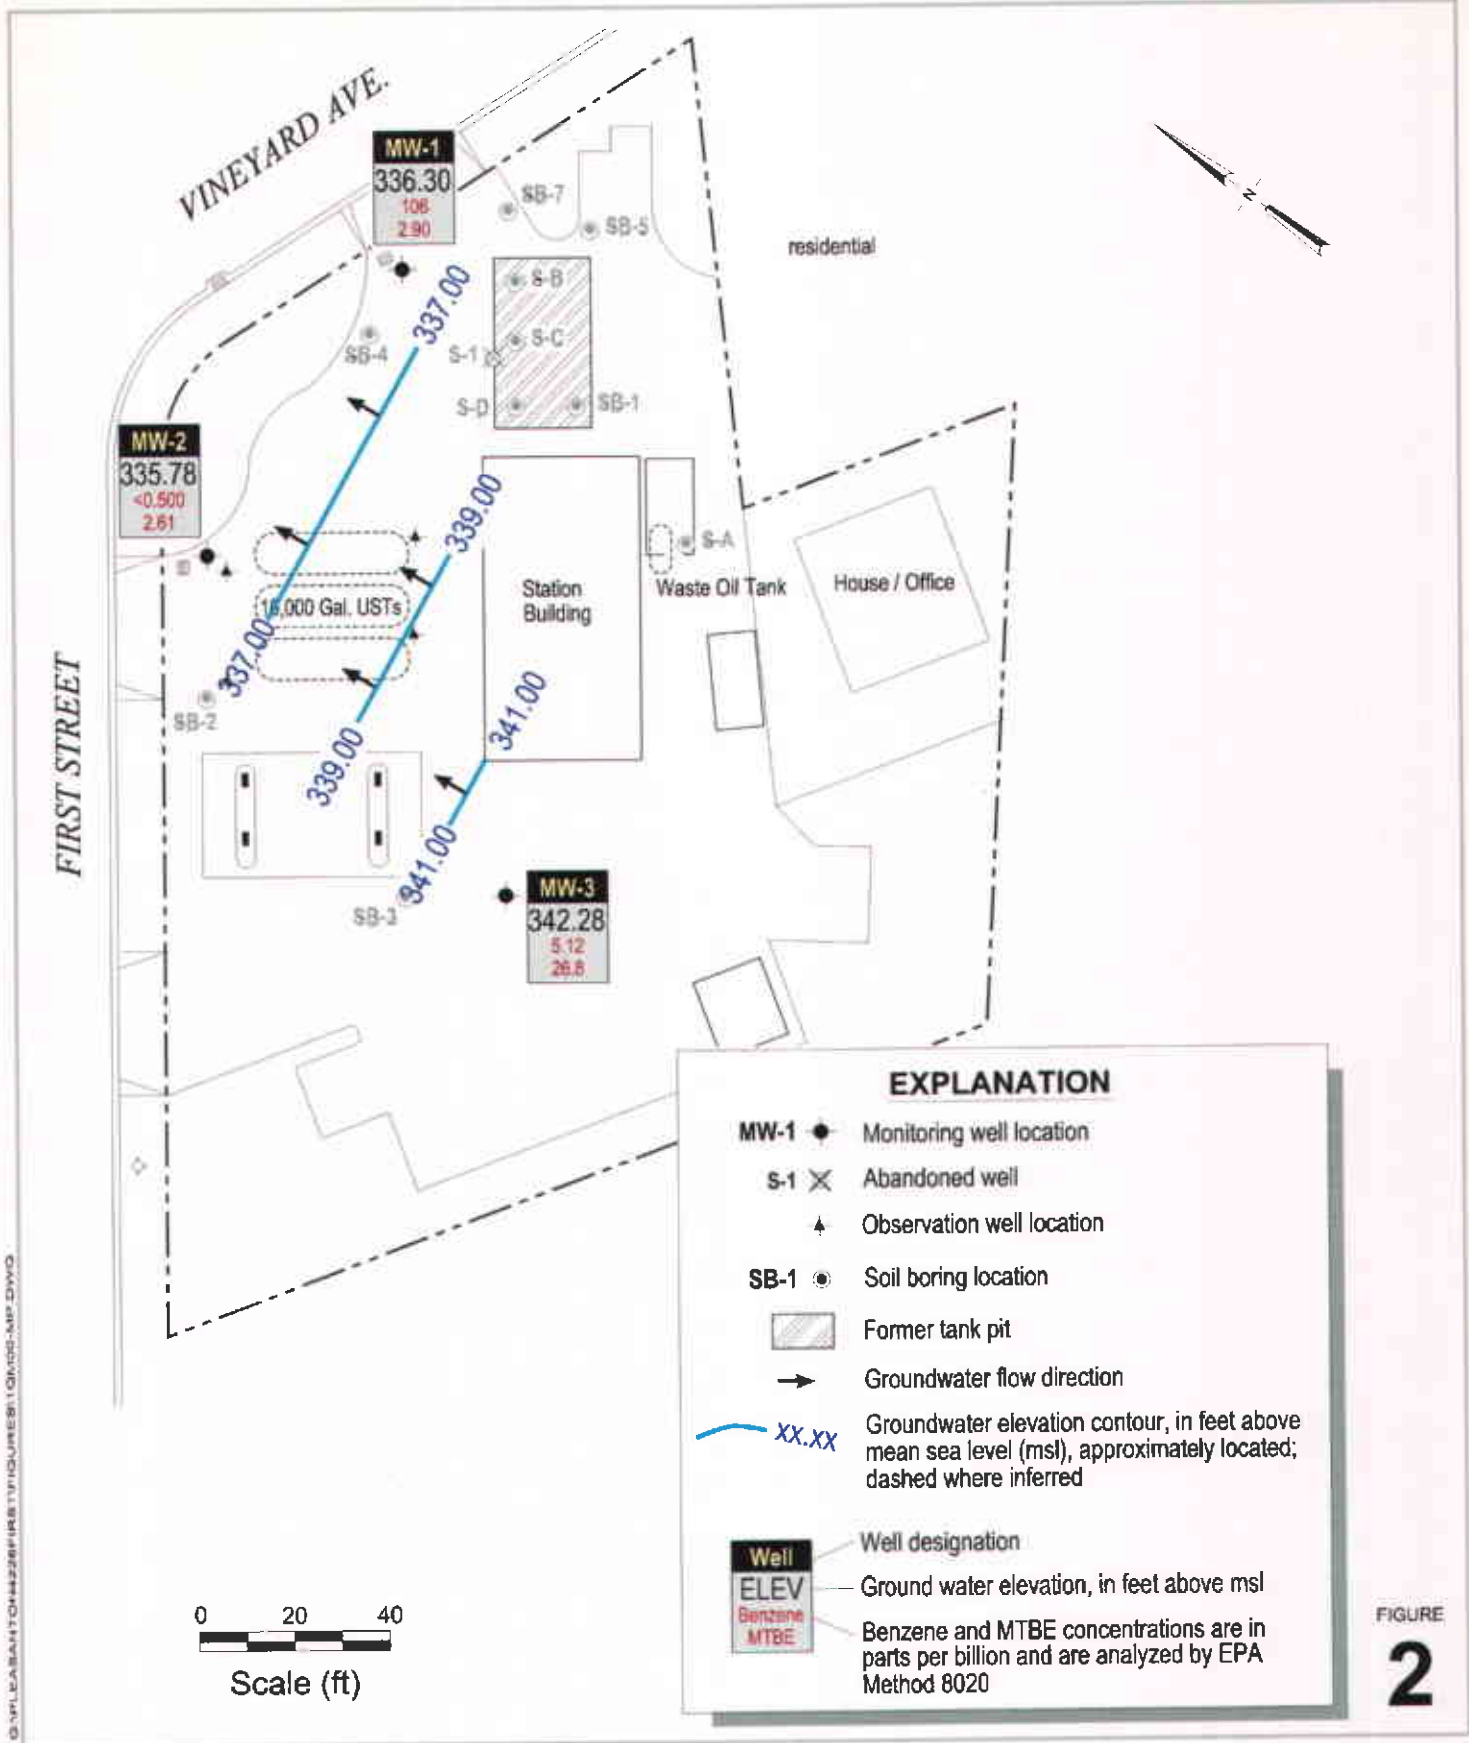 VINEYARD AVE.
MW-1
336.30
106
2.90
SB-7
SB-5
residential
N
337.00
S-B
SB-4
S-1
S-C
S-D
SB-1
MW-2
335.78
<0.500
2.61
339.00
S-A
Station
Building
Waste Oil Tank
House / Office
,000 Gal. USTs
337.00
SB-2
FIRST STREET
341.00
339.00
341.00
SB-3
MW-3
342.28
5.12
26.8
EXPLANATION
MW-1 Monitoring well location
S-1 Abandoned well
Observation well location
SB-1 Soil boring location
Former tank pit
Groundwater flow direction
XX.XX Groundwater elevation contour, in feet above
mean sea level (msl), approximately located;
dashed where inferred
Well
ELEV
Benzene
MTBE
Well designation
Ground water elevation, in feet above msl
Benzene and MTBE concentrations are in
parts per billion and are analyzed by EPA
Method 8020
0 20 40
Scale (ft)
FIGURE
2